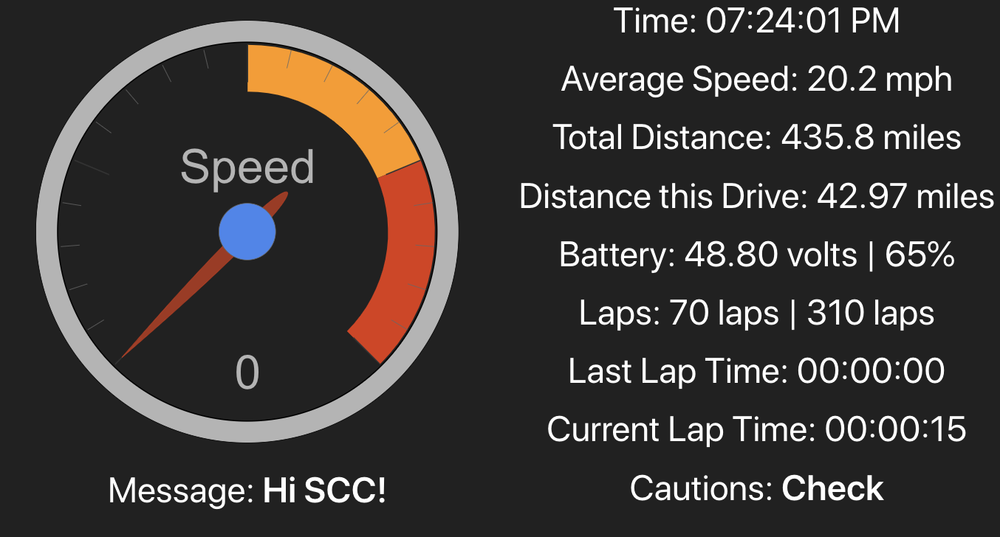 Speed
0
Message: Hi SCC!
Time: 07:24:01 PM
Average Speed: 20.2 mph
Total Distance: 435.8 miles
Distance this Drive: 42.97 miles
Battery: 48.80 volts | 65%
Laps: 70 laps | 310 laps
Last Lap Time: 00:00:00
Current Lap Time: 00:00:15
Cautions: Check